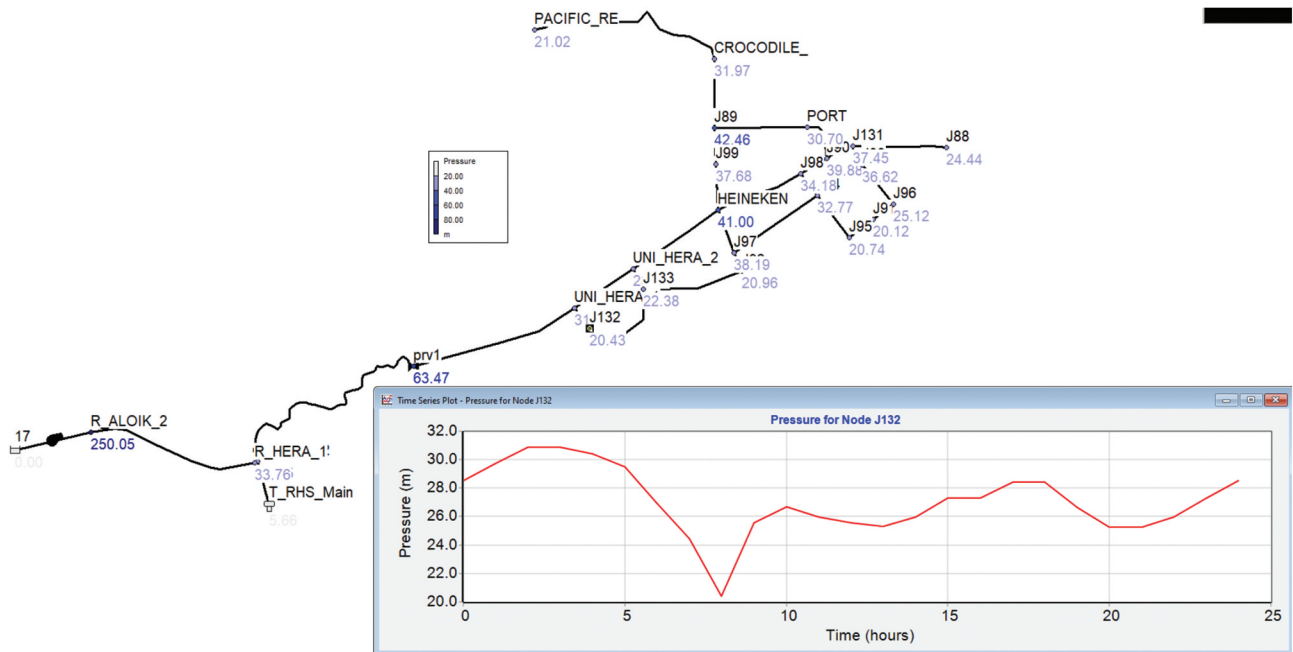 PACIFIC_RE
21.02
CROCODILE_
31.97
J89
42.46
PORT
30.70
J131
37.45
J88
24.44
J99
37.68
J98
34.18
39.88
36.62
J96
25.12
HEINEKEN
41.00
32.77
J95
20.74
20.12
J97
38.19
20.96
UNI_HERA_2
J133
22.38
UNI_HERA
31
J132
20.43
Pressure
20.00
40.00
60.00
80.00
m
prv1
63.47
17
0.00
R_ALOIK_2
250.05
R_HERA_1
33.76
T_RHS_Main
5.66
Time Series Plot - Pressure for Node J132
Pressure for Node J132
Pressure (m)
32.0
30.0
28.0
26.0
24.0
22.0
20.0
0 5 10 15 20 25
Time (hours)